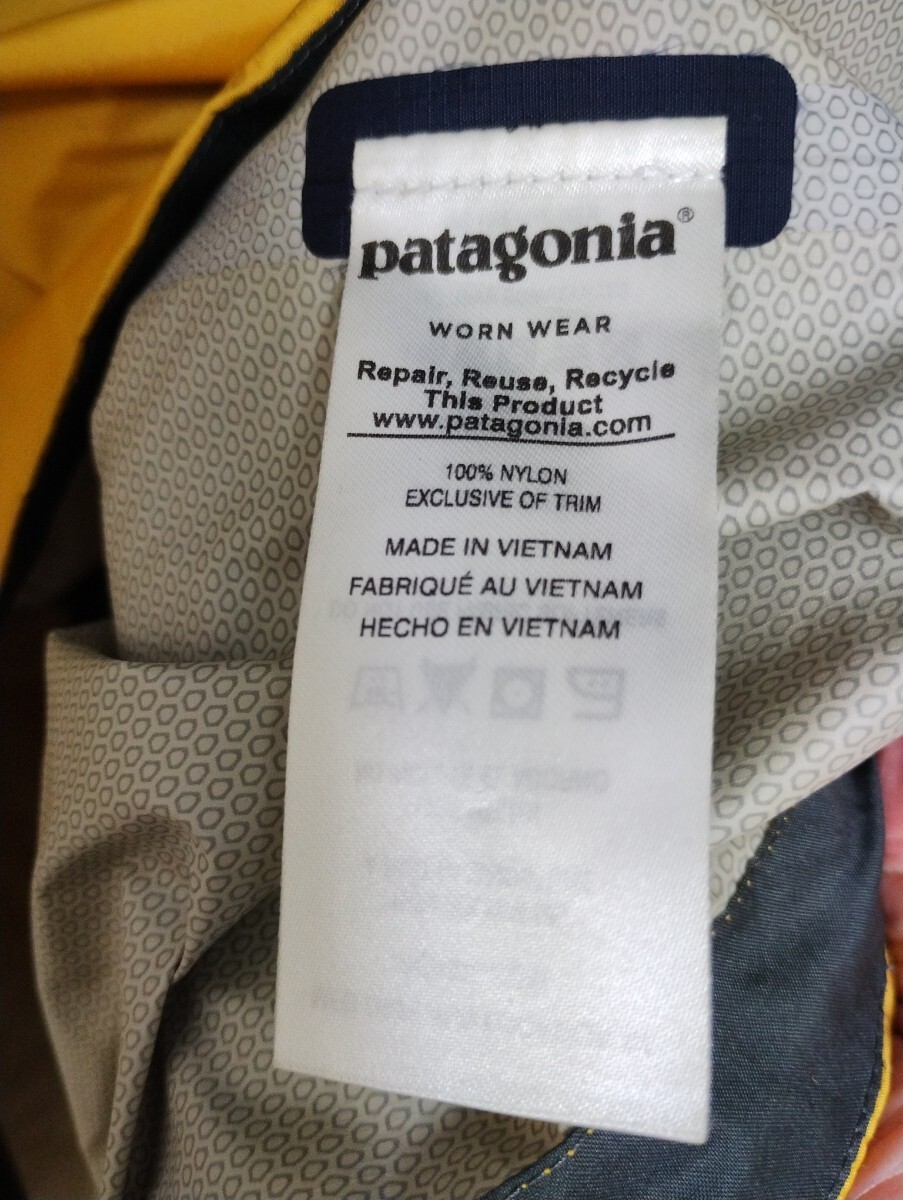 patagonia®
WORN WEAR
Repair, Reuse, Recycle
This Product
www.patagonia.com
100% NYLON
EXCLUSIVE OF TRIM
MADE IN VIETNAM
FABRIQUÉ AU VIETNAM
HECHO EN VIETNAM